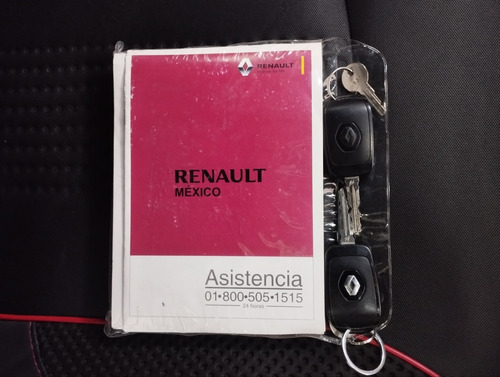 RENAULT
RENAULT
MÉXICO
Asistencia
01•800•505•1515
24 horas